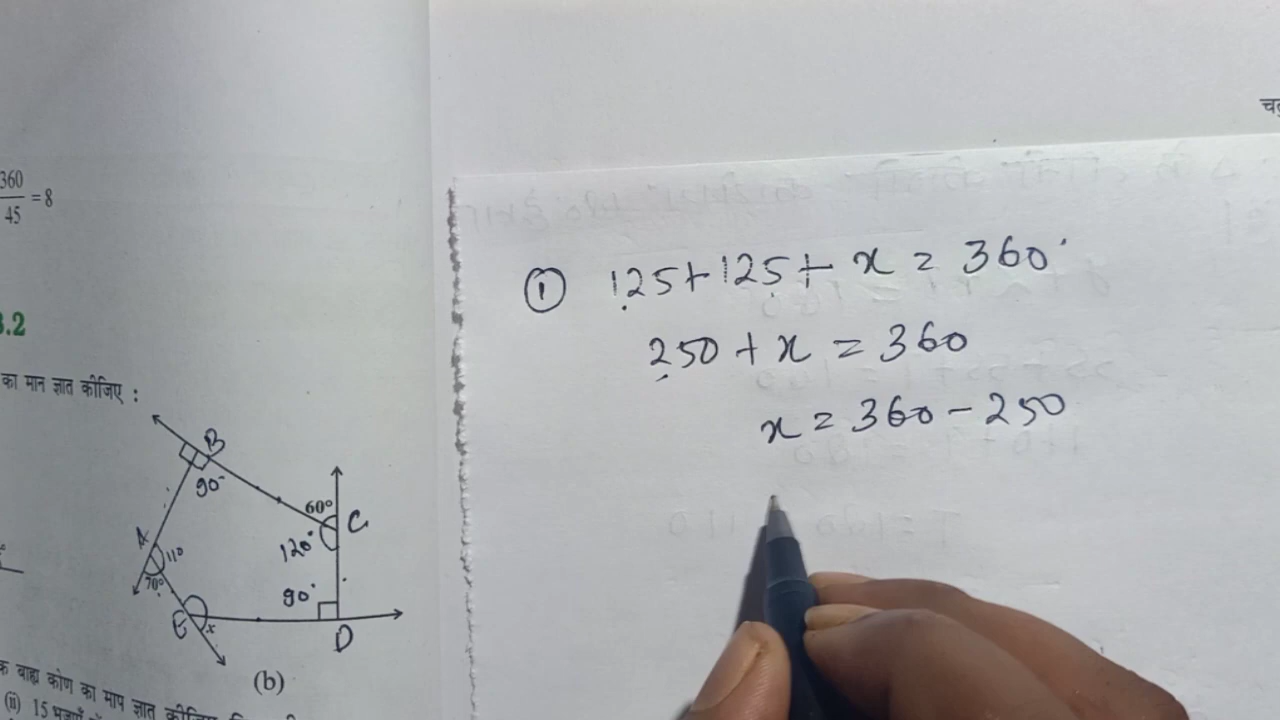 360
45 = 8
3.2
का मान ज्ञात कीजिए :
B
90°
60°
C
120°
A
110
70°
90°
E
x
D
(b)
बाह्य कोण का माप ज्ञात कीजिए
(ii) 15 भुजाएँ
① 125+125+ x = 360°
250 + x = 360
x = 360 - 250